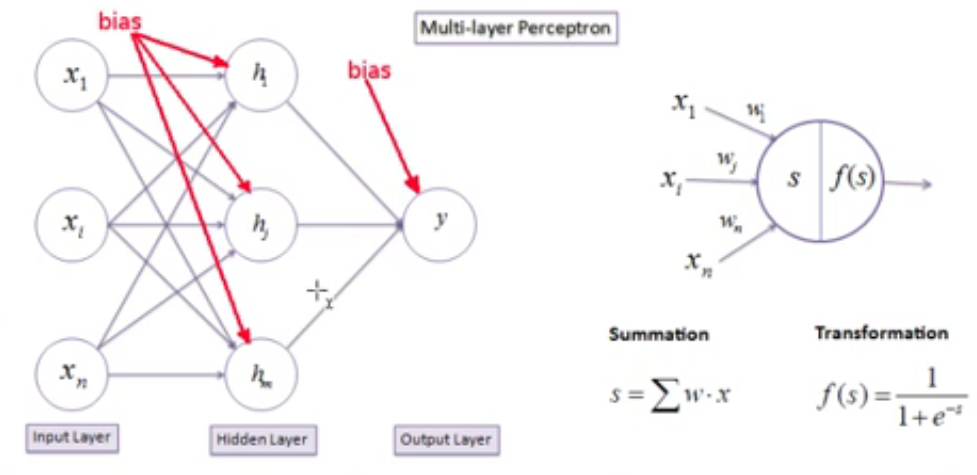 Multi-layer Perceptron
bias
bias
x₁
xᵢ
xₙ
h₁
hⱼ
hₘ
y
Input Layer
Hidden Layer
Output Layer
x₁
xᵢ
xₙ
w₁
wⱼ
wₙ
s
f(s)
Summation
s = ∑ w · x
Transformation
f(s) = 1 / (1 + e⁻ˢ)